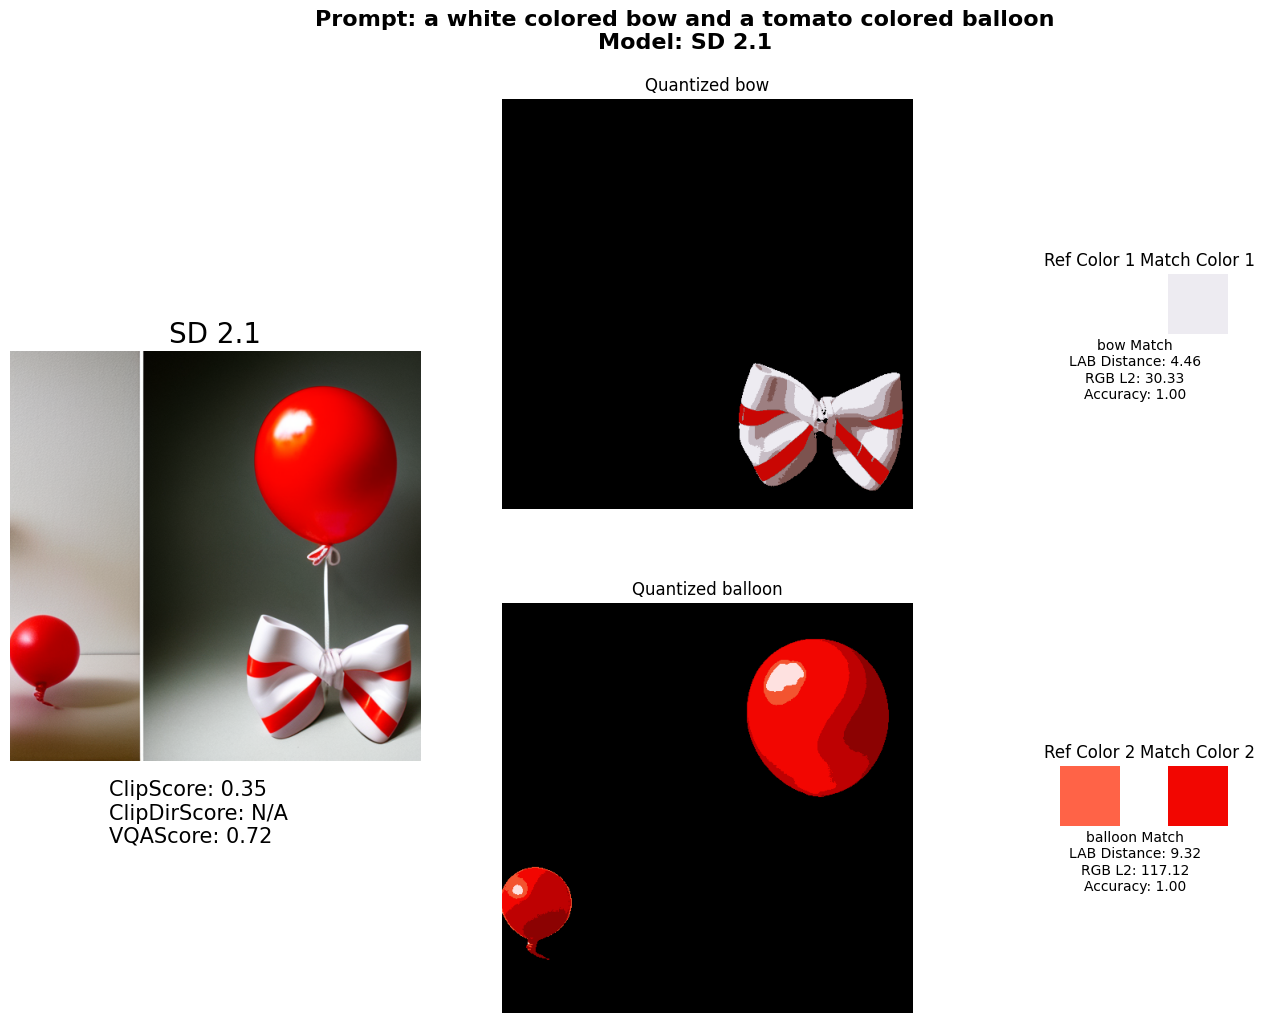 Prompt: a white colored bow and a tomato colored balloon
Model: SD 2.1
Quantized bow
Ref Color 1 Match Color 1
bow Match
LAB Distance: 4.46
RGB L2: 30.33
Accuracy: 1.00
SD 2.1
ClipScore: 0.35
ClipDirScore: N/A
VQAScore: 0.72
Quantized balloon
Ref Color 2 Match Color 2
balloon Match
LAB Distance: 9.32
RGB L2: 117.12
Accuracy: 1.00